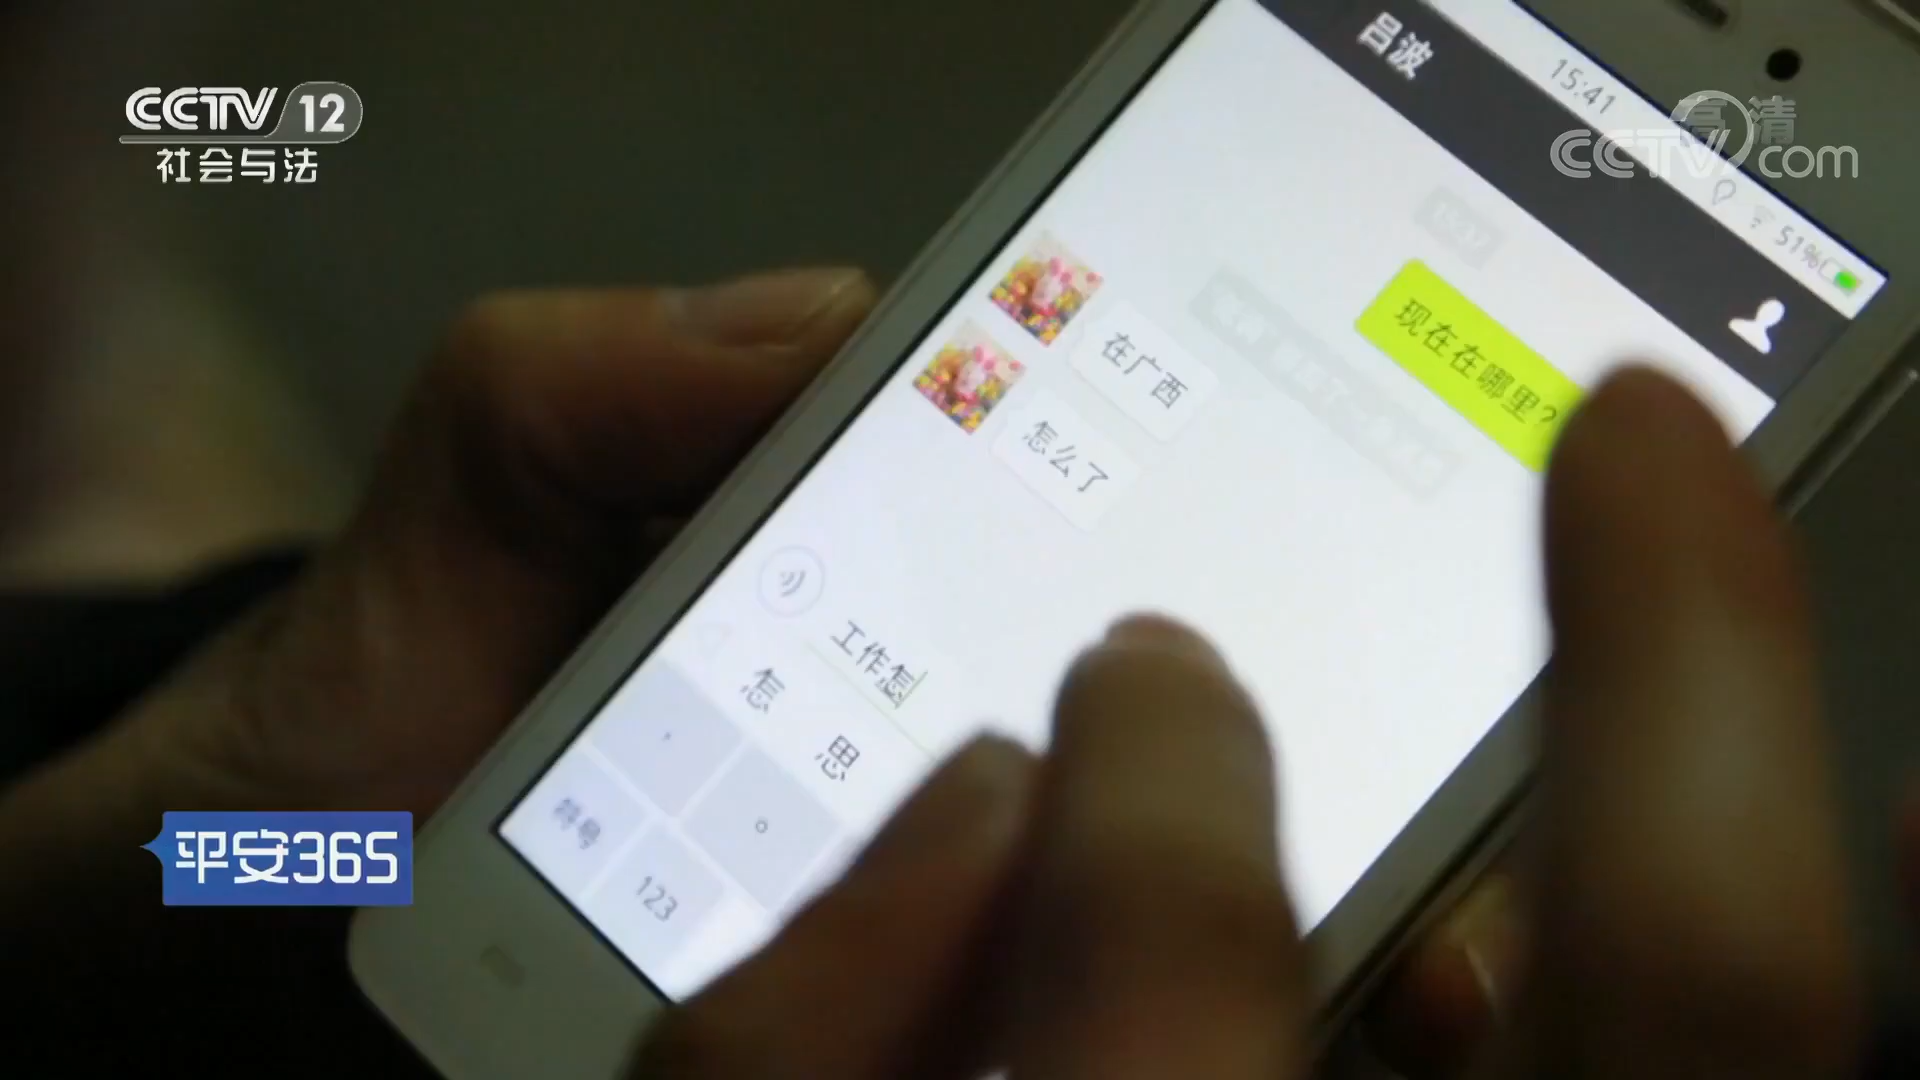 CCTV 12
社会与法
高清
CCTV.com
15:41
51%
吕波
现在在哪里?
在广西
怎么了
工作怎
怎 思
，
。
符号
123
平安365